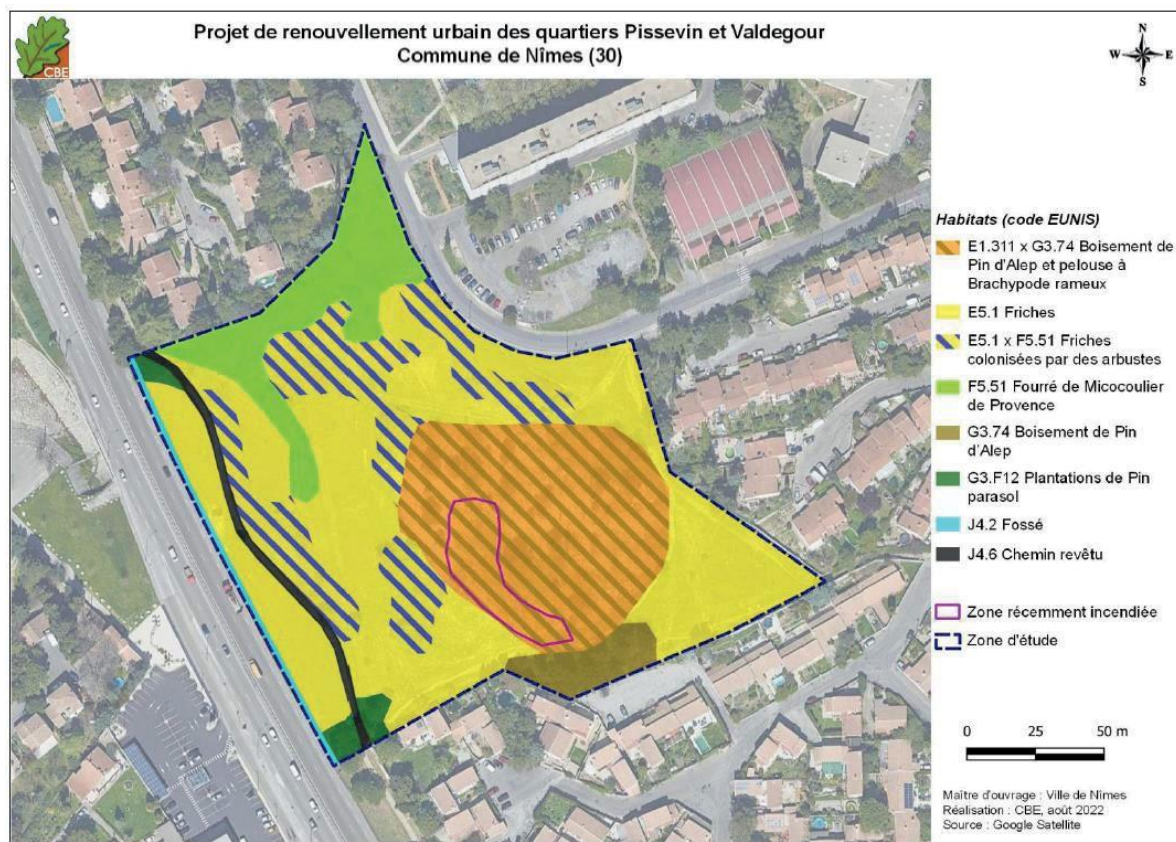 Projet de renouvellement urbain des quartiers Pissevin et Valdegour
Commune de Nîmes (30)
CBE
N
W E
S
Habitats (code EUNIS)
E1.311 x G3.74 Boisement de
Pin d'Alep et pelouse à
Brachypode rameux
E5.1 Friches
E5.1 x F5.51 Friches
colonisées par des arbustes
F5.51 Fourré de Micocoulier
de Provence
G3.74 Boisement de Pin
d'Alep
G3.F12 Plantations de Pin
parasol
J4.2 Fossé
J4.6 Chemin revêtu
Zone récemment incendiée
Zone d'étude
0 25 50 m
Maître d'ouvrage : Ville de Nîmes
Réalisation : CBE, août 2022
Source : Google Satellite